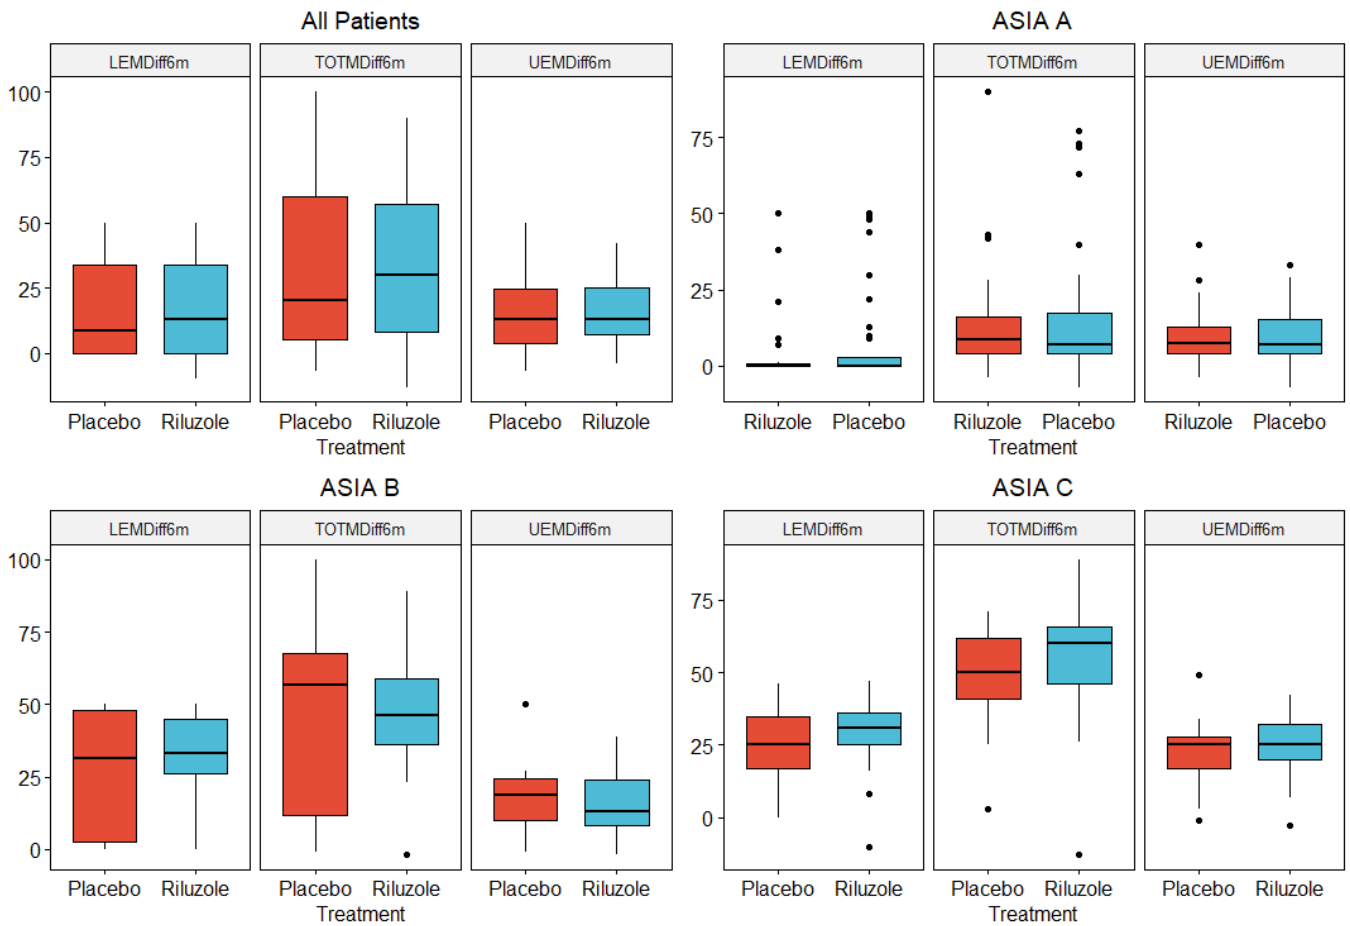 All Patients
LEMDiff6m TOTMDiff6m UEMDiff6m
100
75
50
25
0
Placebo Riluzole Placebo Riluzole Placebo Riluzole
Treatment
ASIA A
LEMDiff6m TOTMDiff6m UEMDiff6m
75
50
25
0
Riluzole Placebo Riluzole Placebo Riluzole Placebo
Treatment
ASIA B
LEMDiff6m TOTMDiff6m UEMDiff6m
100
75
50
25
0
Placebo Riluzole Placebo Riluzole Placebo Riluzole
Treatment
ASIA C
LEMDiff6m TOTMDiff6m UEMDiff6m
75
50
25
0
Placebo Riluzole Placebo Riluzole Placebo Riluzole
Treatment